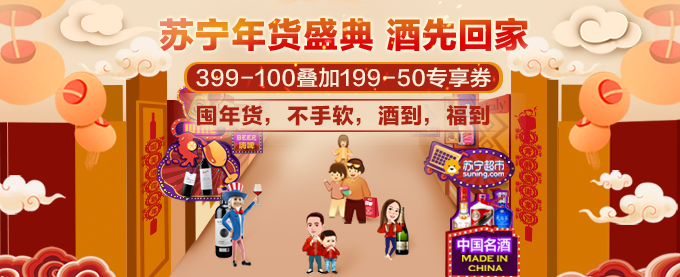 苏宁年货盛典 酒先回家
399-100叠加199-50专享券
囤年货，不手软，酒到，福到
嗨啤
苏宁超市
suning.com
中国名酒
MADE IN
CHINA